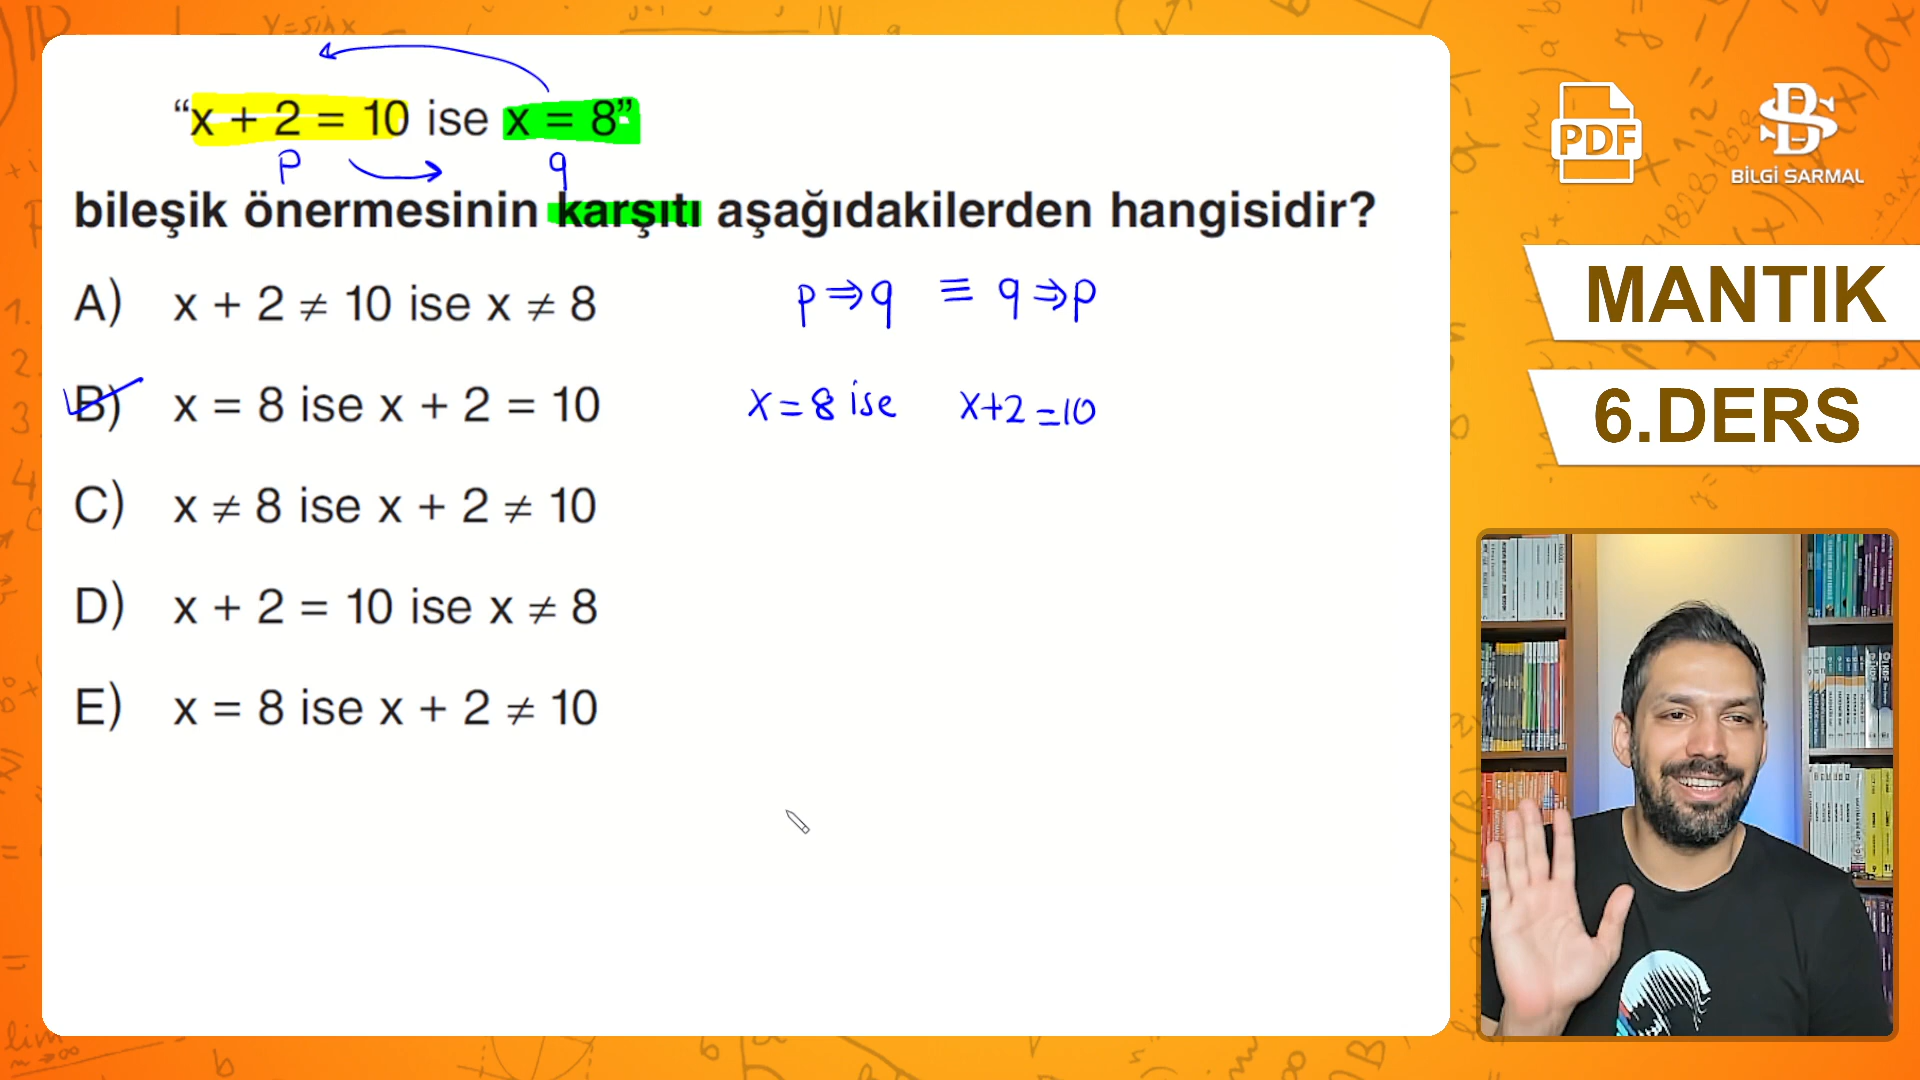 “x + 2 = 10 ise x = 8”
p q
bileşik önermesinin karşıtı aşağıdakilerden hangisidir?
A) x + 2 ≠ 10 ise x ≠ 8
p ⇒ q ≡ q ⇒ p
B) x = 8 ise x + 2 = 10
x = 8 ise x+2 = 10
C) x ≠ 8 ise x + 2 ≠ 10
D) x + 2 = 10 ise x ≠ 8
E) x = 8 ise x + 2 ≠ 10
PDF
BİLGİ SARMAL
MANTIK
6.DERS